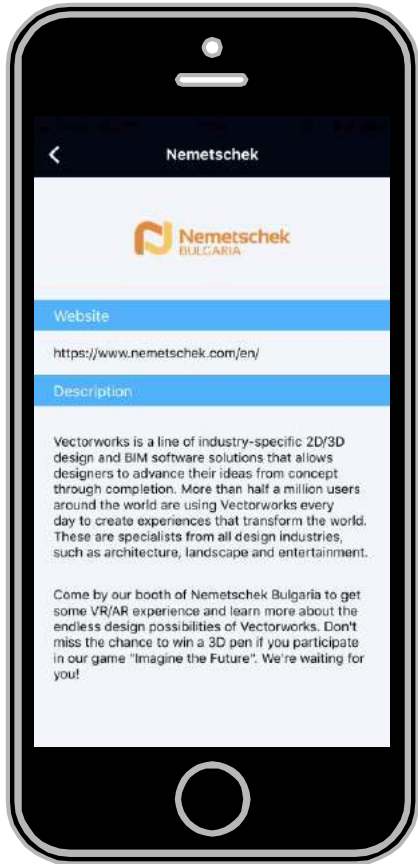 Nemetschek
Nemetschek
BULGARIA
Website
https://www.nemetschek.com/en/
Description
Vectorworks is a line of industry-specific 2D/3D
design and BIM software solutions that allows
designers to advance their ideas from concept
through completion. More than half a million users
around the world are using Vectorworks every
day to create experiences that transform the world.
These are specialists from all design industries,
such as architecture, landscape and entertainment.
Come by our booth of Nemetschek Bulgaria to get
some VR/AR experience and learn more about the
endless design possibilities of Vectorworks. Don't
miss the chance to win a 3D pen if you participate
in our game "Imagine the Future". We're waiting for
you!